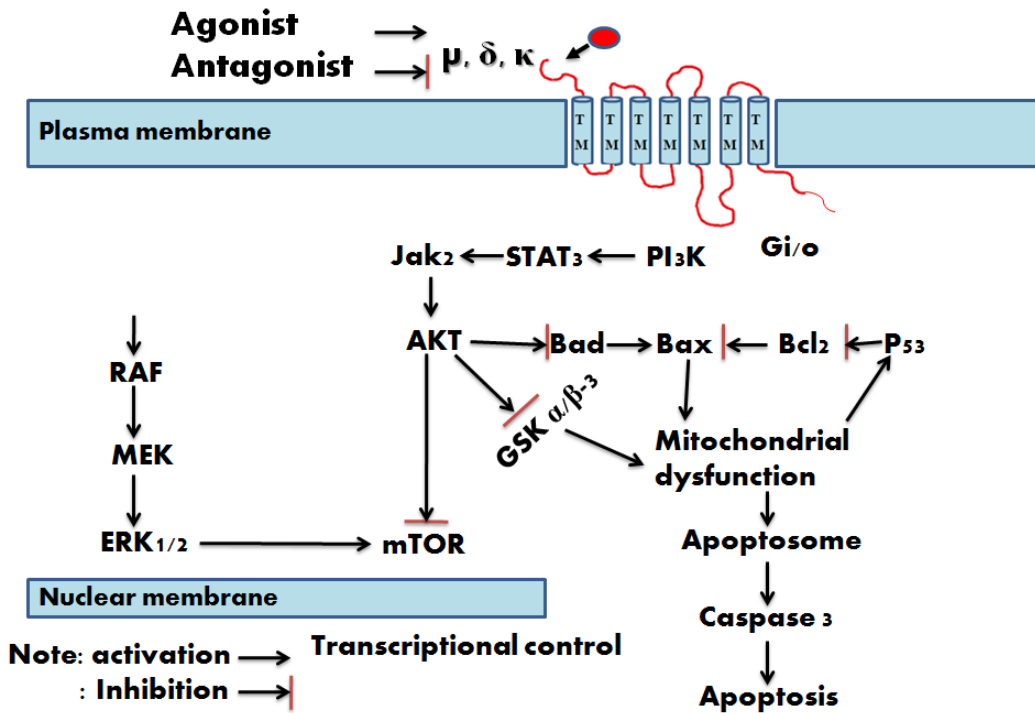 Agonist
Antagonist
μ, δ, κ
Plasma membrane
T M
T M
T M
T M
T M
T M
T M
Gi/o
Jak2
STAT3
PI3K
AKT
Bad
Bax
Bcl2
P53
RAF
GSK α/β-3
MEK
Mitochondrial
dysfunction
ERK1/2
mTOR
Apoptosome
Nuclear membrane
Caspase 3
Transcriptional control
Note: activation
: Inhibition
Apoptosis